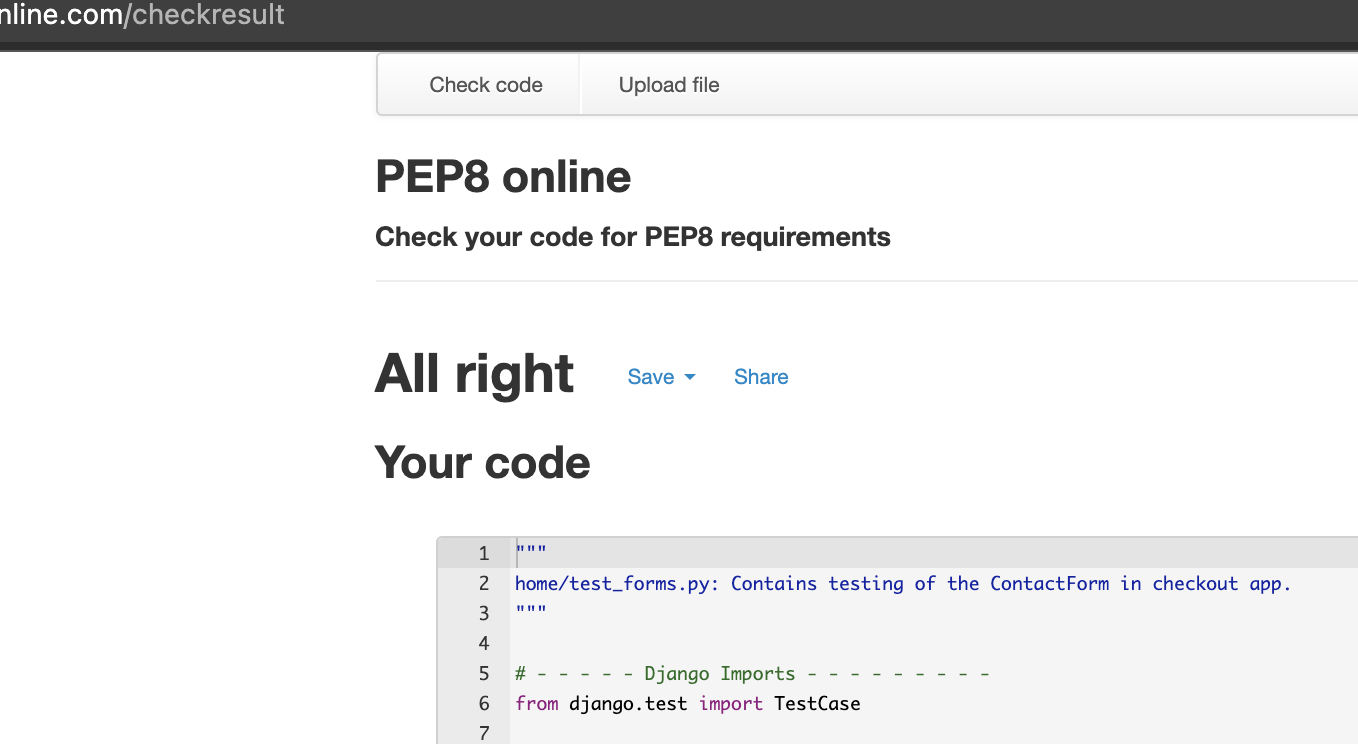 nline.com/checkresult
Check code Upload file
PEP8 online
Check your code for PEP8 requirements
All right Save Share
Your code
1 """
2 home/test_forms.py: Contains testing of the ContactForm in checkout app.
3 """
4
5 # - - - - - Django Imports - - - - - - - - -
6 from django.test import TestCase
7